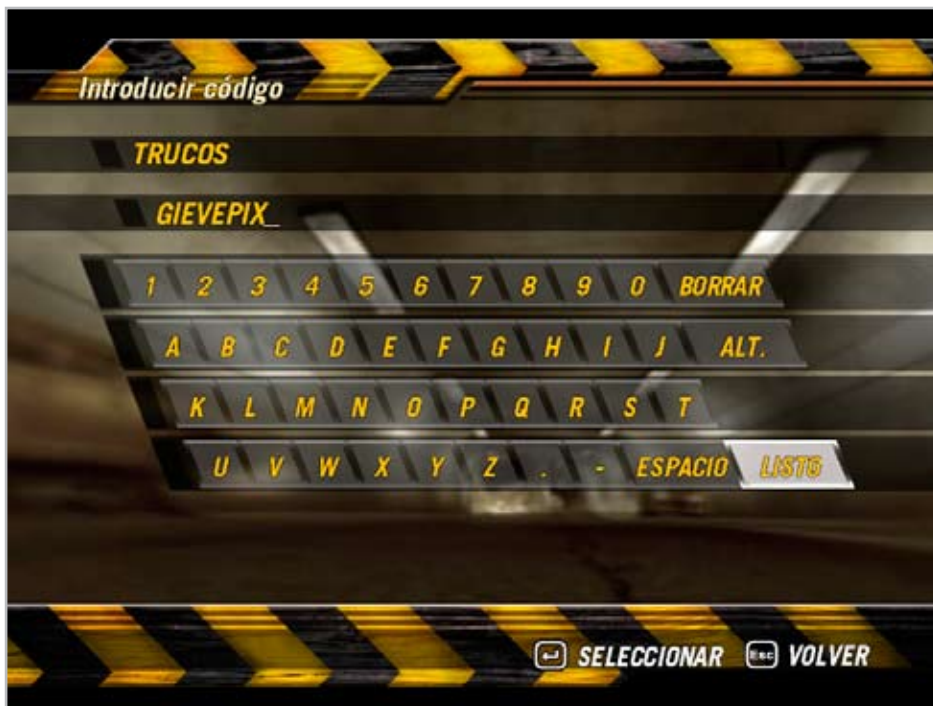 Introducir código
TRUCOS
GIEVEPIX_
1 2 3 4 5 6 7 8 9 0 BORRAR
A B C D E F G H I J ALT.
K L M N O P Q R S T
U V W X Y Z . - ESPACIO LISTO
SELECCIONAR Esc VOLVER